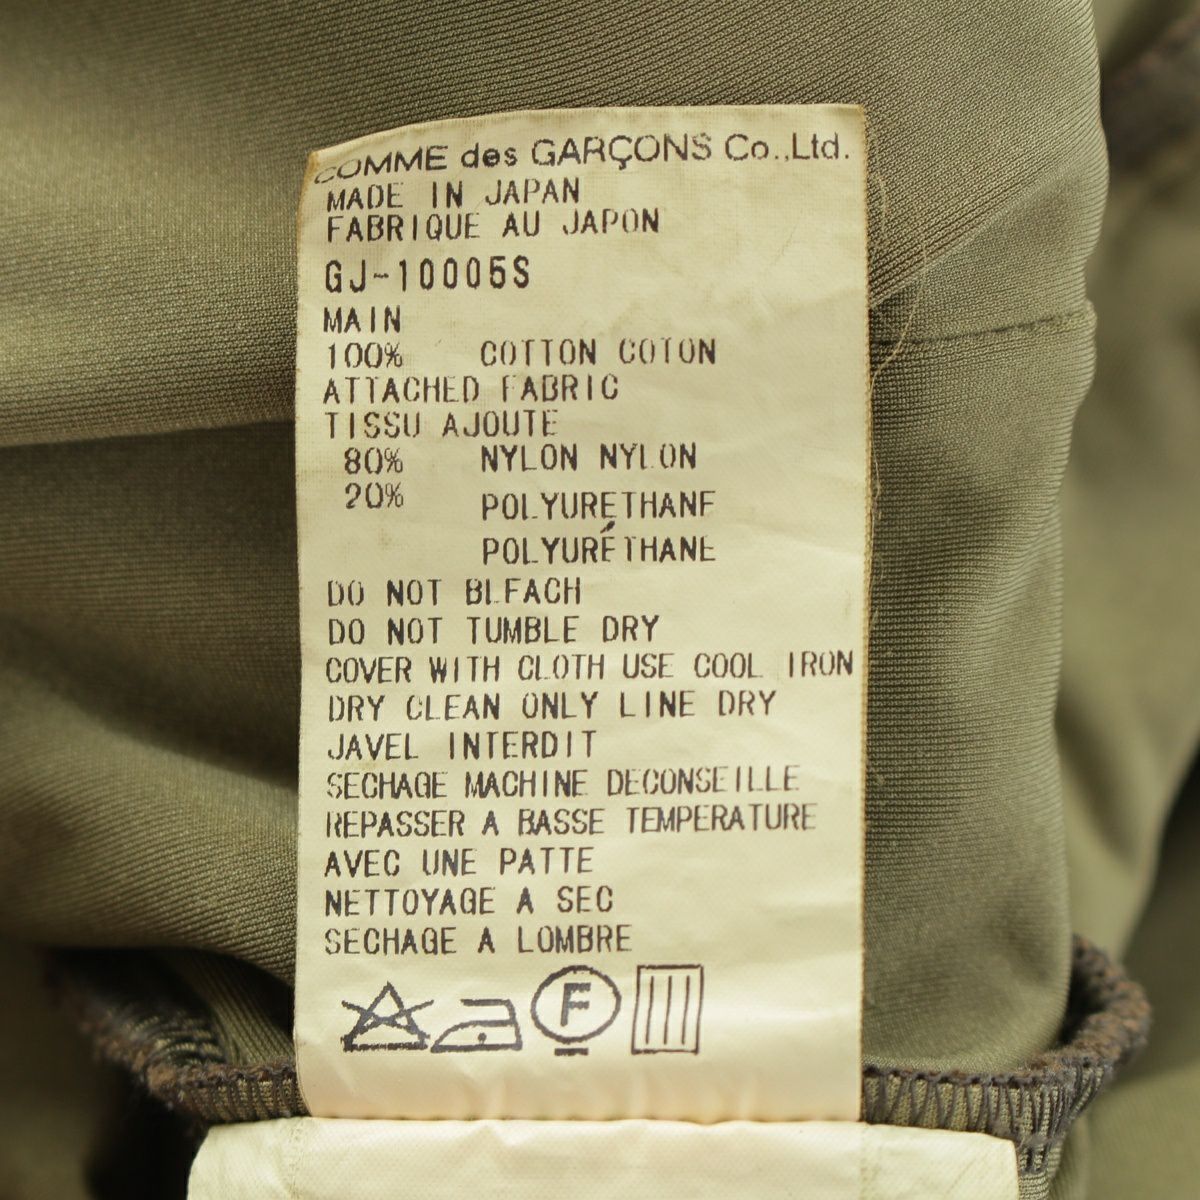 COMME des GARÇONS Co.,Ltd.
MADE IN JAPAN
FABRIQUE AU JAPON
GJ-10005S
MAIN
100% COTTON COTON
ATTACHED FABRIC
TISSU AJOUTE
80% NYLON NYLON
20% POLYURETHANE
POLYURÉTHANE
DO NOT BLEACH
DO NOT TUMBLE DRY
COVER WITH CLOTH USE COOL IRON
DRY CLEAN ONLY LINE DRY
JAVEL INTERDIT
SECHAGE MACHINE DECONSEILLE
REPASSER A BASSE TEMPERATURE
AVEC UNE PATTE
NETTOYAGE A SEC
SECHAGE A LOMBRE
F